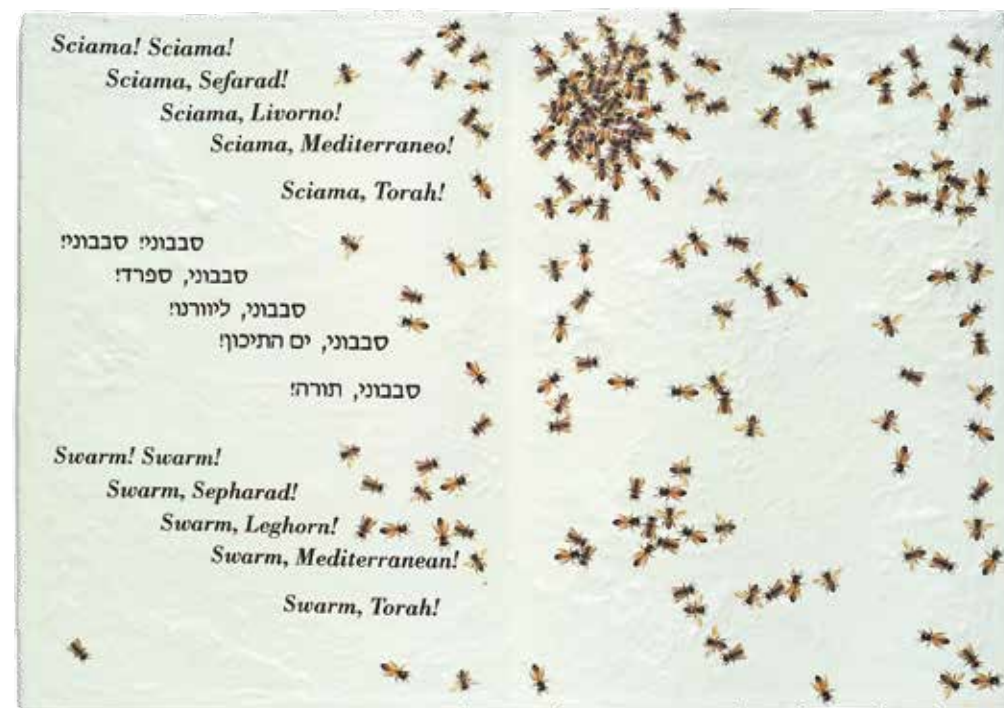 Sciama! Sciama!
Sciama, Sefarad!
Sciama, Livorno!
Sciama, Mediterraneo!
Sciama, Torah!
סבבוני! סבבוני!
סבבוני, ספרד!
סבבוני, ליוורנו!
סבבוני, ים התיכון!
סבבוני, תורה!
Swarm! Swarm!
Swarm, Sepharad!
Swarm, Leghorn!
Swarm, Mediterranean!
Swarm, Torah!